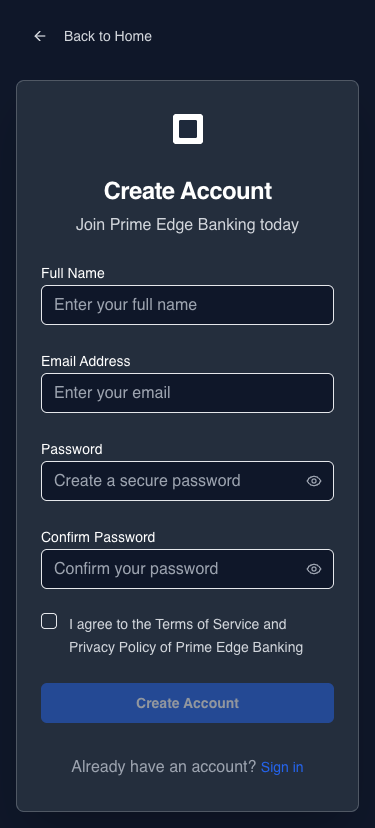 Back to Home
Create Account
Join Prime Edge Banking today
Full Name
Enter your full name
Email Address
Enter your email
Password
Create a secure password
Confirm Password
Confirm your password
I agree to the Terms of Service and
Privacy Policy of Prime Edge Banking
Create Account
Already have an account? Sign in